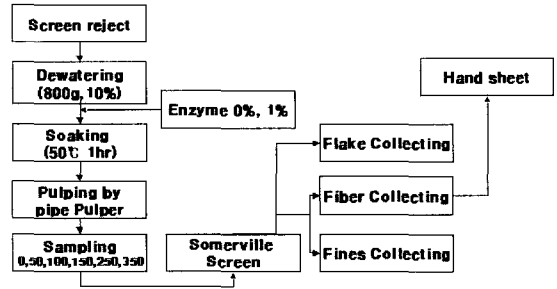 Screen reject
Dewatering
(800g, 10%)
Enzyme 0%, 1%
Soaking
(50℃ 1hr)
Pulping by
pipe Pulper
Sampling
0,50,100,150,250,350
Somerville
Screen
Flake Collecting
Fiber Collecting
Fines Collecting
Hand sheet